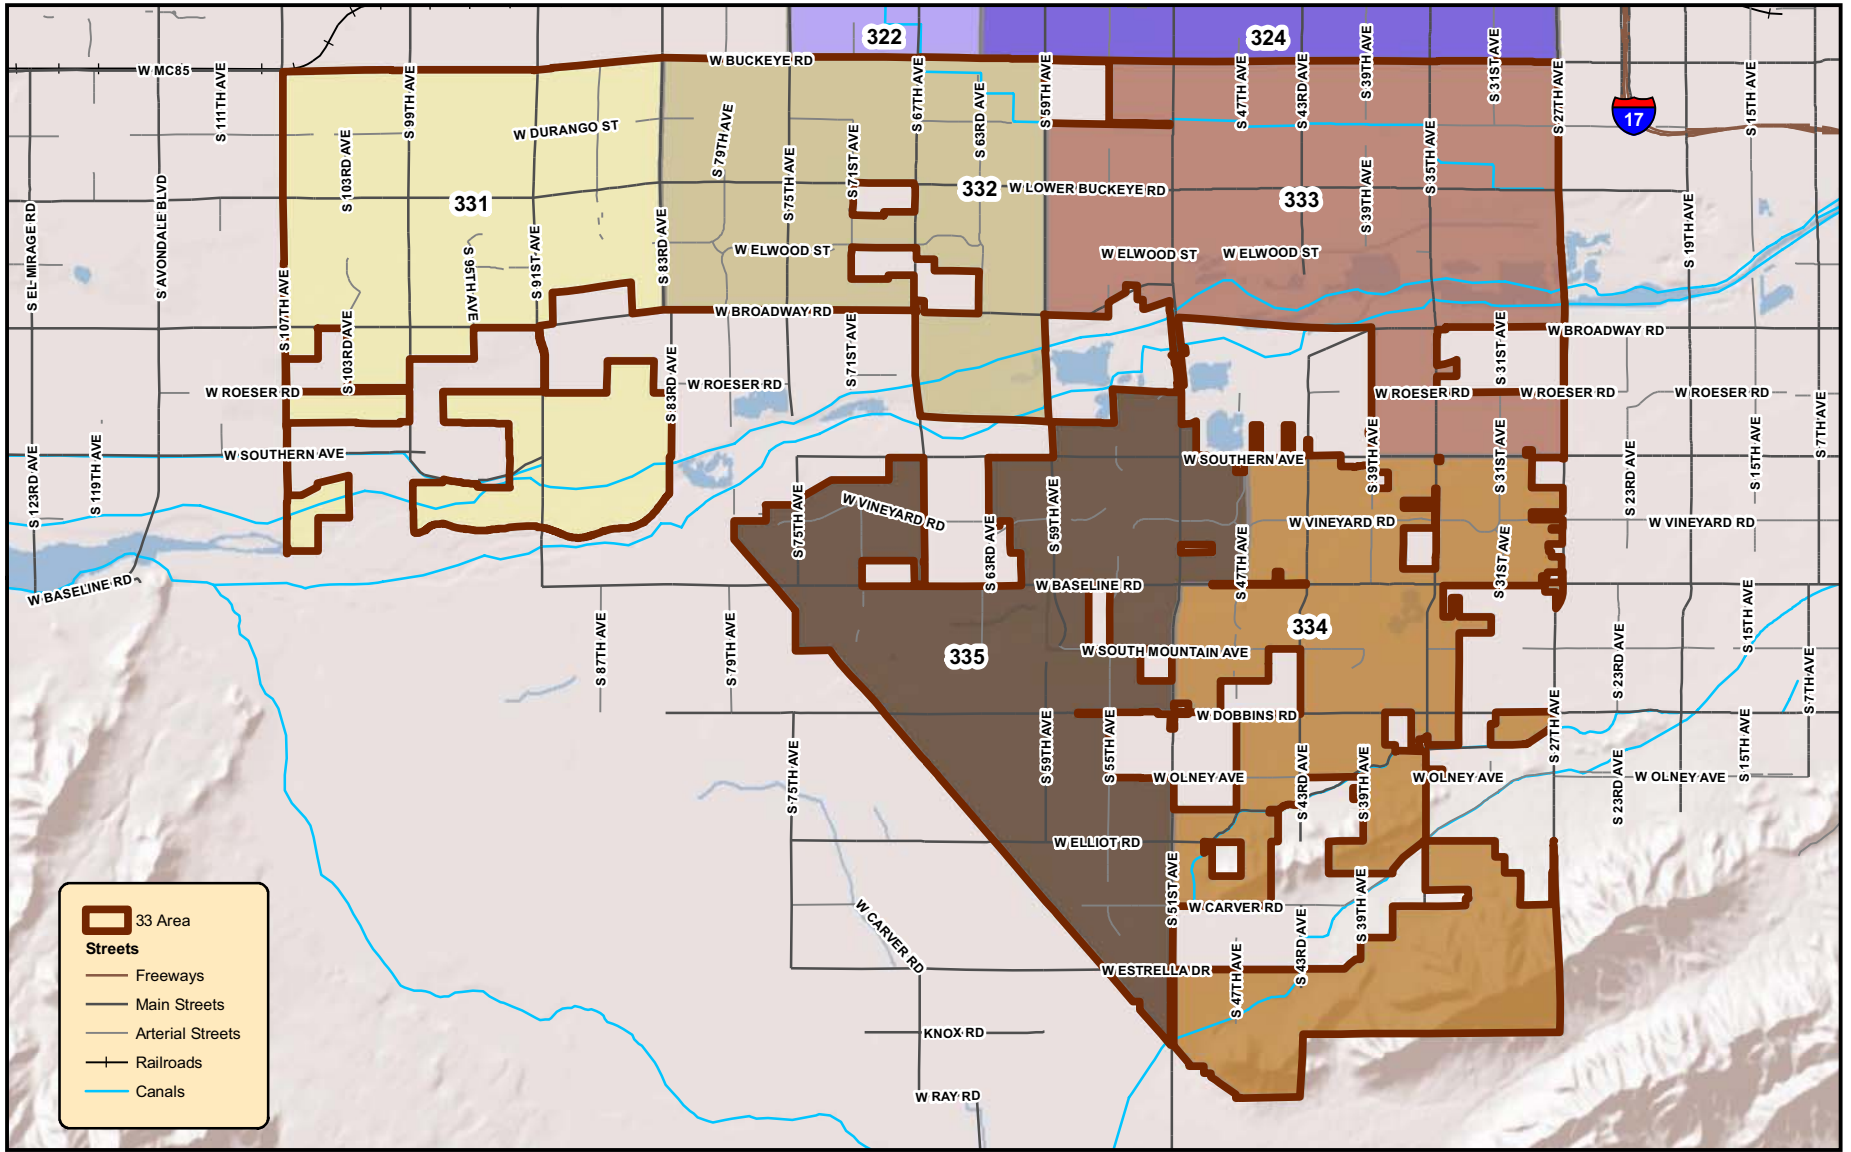 322
324
W MC85
W BUCKEYE RD
S 111TH AVE
S 99TH AVE
S 67TH AVE
S 63RD AVE
S 59TH AVE
S 47TH AVE
S 43RD AVE
S 39TH AVE
S 31ST AVE
S 27TH AVE
S 15TH AVE
17
W DURANGO ST
S 79TH AVE
S 71ST AVE
S 103RD AVE
S 75TH AVE
S 35TH AVE
S 39TH AVE
331
332
W LOWER BUCKEYE RD
333
S EL-MIRAGE RD
S AVONDALE BLVD
S 83RD AVE
S 91ST AVE
S 95TH AVE
S 19TH AVE
W ELWOOD ST
W ELWOOD ST
W ELWOOD ST
S 107TH AVE
S 103RD AVE
W BROADWAY RD
S 71ST AVE
S 31ST AVE
W BROADWAY RD
W ROESER RD
S 83RD AVE
W ROESER RD
W ROESER RD
W ROESER RD
W ROESER RD
S 7TH AVE
S 123RD AVE
S 119TH AVE
W SOUTHERN AVE
W SOUTHERN AVE
S 39TH AVE
S 31ST AVE
S 23RD AVE
S 15TH AVE
S 75TH AVE
W VINEYARD RD
S 63RD AVE
S 59TH AVE
S 47TH AVE
W VINEYARD RD
S 31ST AVE
W VINEYARD RD
W BASELINE RD
W BASELINE RD
S 87TH AVE
S 79TH AVE
335
W SOUTH MOUNTAIN AVE
334
S 23RD AVE
S 15TH AVE
S 7TH AVE
W DOBBINS RD
S 75TH AVE
S 59TH AVE
S 55TH AVE
W OLNEY AVE
S 43RD AVE
S 39TH AVE
W OLNEY AVE
S 27TH AVE
S 23RD AVE
W OLNEY AVE
S 15TH AVE
W ELLIOT RD
S 51ST AVE
W CARVER RD
W CARVER RD
S 39TH AVE
S 43RD AVE
S 47TH AVE
W ESTRELLA DR
KNOX RD
W RAY RD
33 Area
Streets
Freeways
Main Streets
Arterial Streets
Railroads
Canals